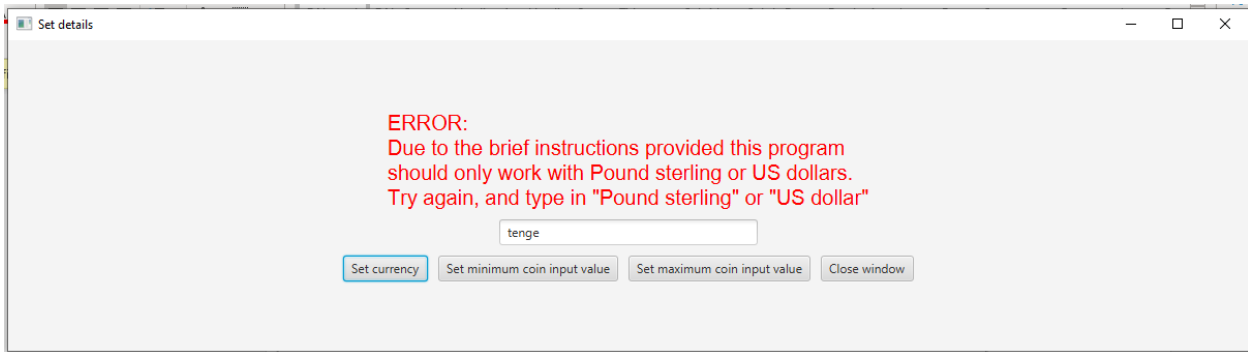 Set details
ERROR:
Due to the brief instructions provided this program
should only work with Pound sterling or US dollars.
Try again, and type in "Pound sterling" or "US dollar"
tenge
Set currency Set minimum coin input value Set maximum coin input value Close window